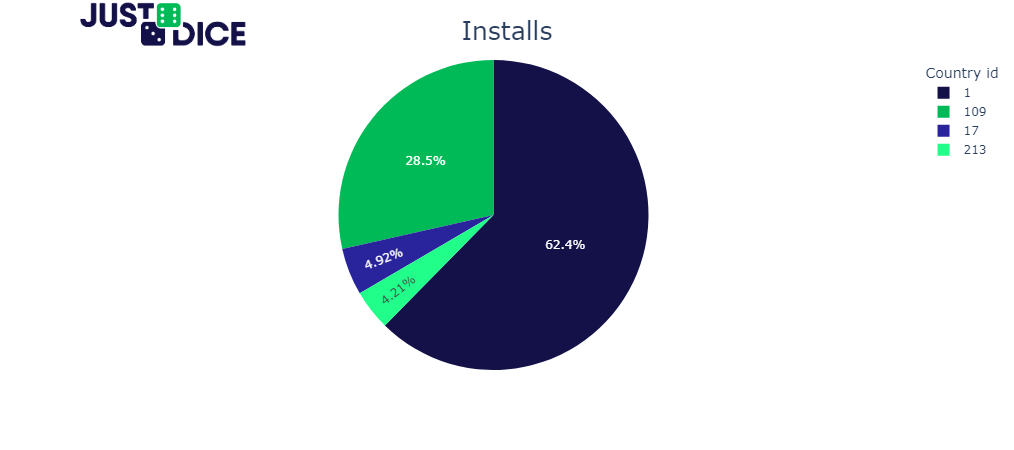 JUST
DICE
Installs
Country id
1
109
17
213
28.5%
62.4%
4.92%
4.21%